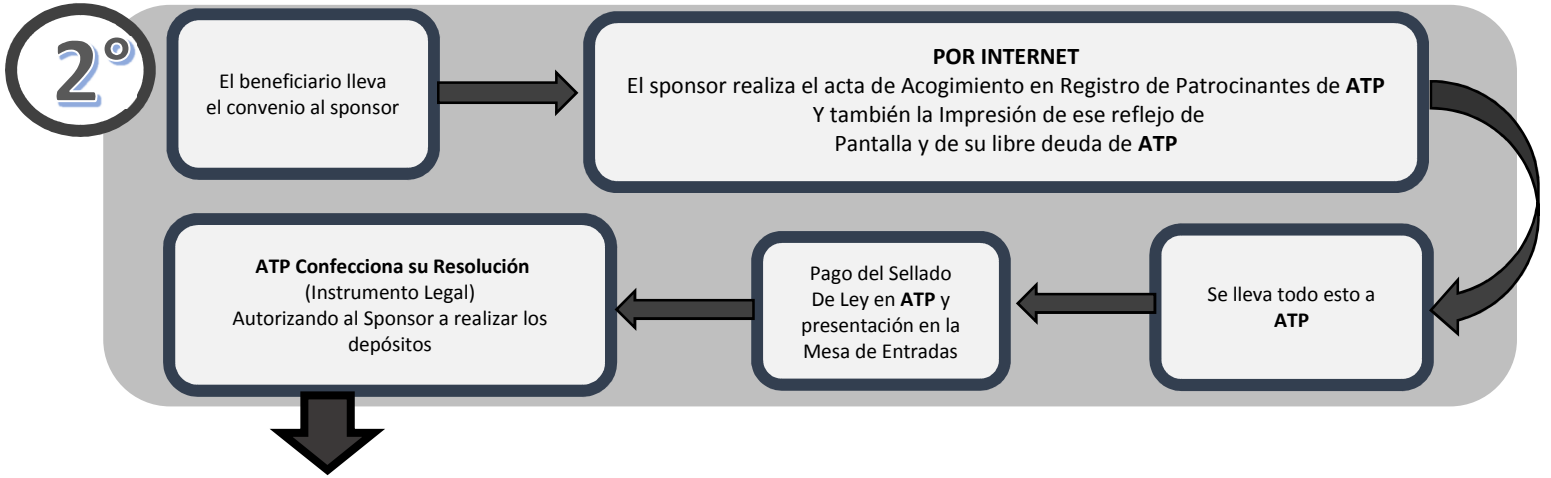 2°
El beneficiario lleva
el convenio al sponsor
POR INTERNET
El sponsor realiza el acta de Acogimiento en Registro de Patrocinantes de ATP
Y también la Impresión de ese reflejo de
Pantalla y de su libre deuda de ATP
Se lleva todo esto a
ATP
Pago del Sellado
De Ley en ATP y
presentación en la
Mesa de Entradas
ATP Confecciona su Resolución
(Instrumento Legal)
Autorizando al Sponsor a realizar los
depósitos